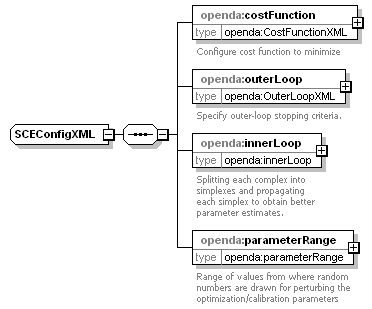 openda:costFunction
type openda:CostFunctionXML
Configure cost function to minimize
openda:outerLoop
type openda:OuterLoopXML
Specify outer-loop stopping criteria.
SCEConfigXML
openda:innerLoop
type openda:innerLoop
Splitting each complex into
simplexes and propagating
each simplex to obtain better
parameter estimates.
openda:parameterRange
type openda:parameterRange
Range of values from where random
numbers are drawn for perturbing the
optimization/calibration parameters